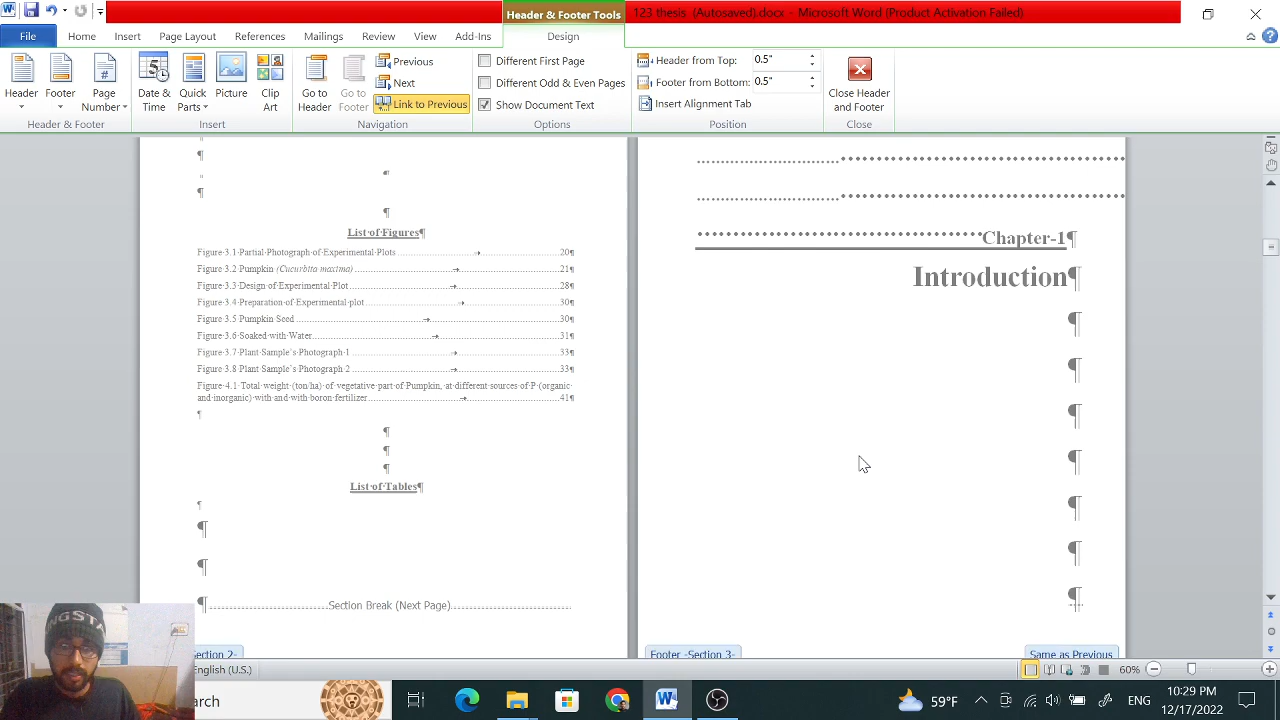 Header & Footer Tools
123 thesis (Autosaved).docx - Microsoft Word (Product Activation Failed)
File Home Insert Page Layout References Mailings Review View Add-Ins Design
Header
Footer
Page Number
Header & Footer
Date & Time
Quick Parts
Picture
Clip Art
Insert
Go to Header
Go to Footer
Previous
Next
Link to Previous
Navigation
Different First Page
Different Odd & Even Pages
Show Document Text
Options
Header from Top: 0.5"
Footer from Bottom: 0.5"
Insert Alignment Tab
Position
Close Header and Footer
Close
List of Figures
Figure 3.1 Partial Photograph of Experimental Plots 20
Figure 3.2 Pumpkin (Cucurbita maxima) 21
Figure 3.3 Design of Experimental Plot 28
Figure 3.4 Preparation of Experimental plot 30
Figure 3.5 Pumpkin Seed 30
Figure 3.6 Soaked with Water 31
Figure 3.7 Plant Sample's Photograph 1 33
Figure 3.8 Plant Sample's Photograph 2 33
Figure 4.1 Total weight (ton/ha) of vegetative part of Pumpkin, at different sources of P (organic
and inorganic) with and with boron fertilizer 41
List of Tables
Section Break (Next Page)
Section 2-
Chapter-1
Introduction
Footer -Section 3-
Same as Previous
English (U.S.)
60%
59°F
ENG
10:29 PM
12/17/2022